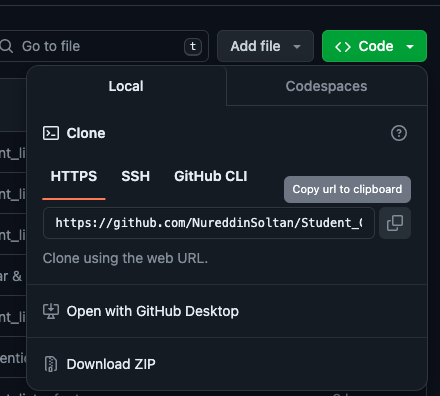 Go to file
t
Add file
<> Code
Local
Codespaces
Clone
HTTPS
SSH
GitHub CLI
Copy url to clipboard
https://github.com/NureddinSoltan/Student_
Clone using the web URL.
Open with GitHub Desktop
Download ZIP
nt_li
nt_li
ar &
nt_li
entic